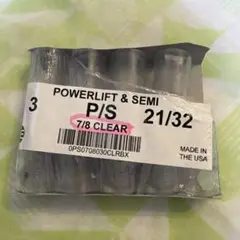 POWERLIFT & SEMI
3 P/S 21/32
7/8 CLEAR
0PS0708030CLRBX
MADE IN
THE USA